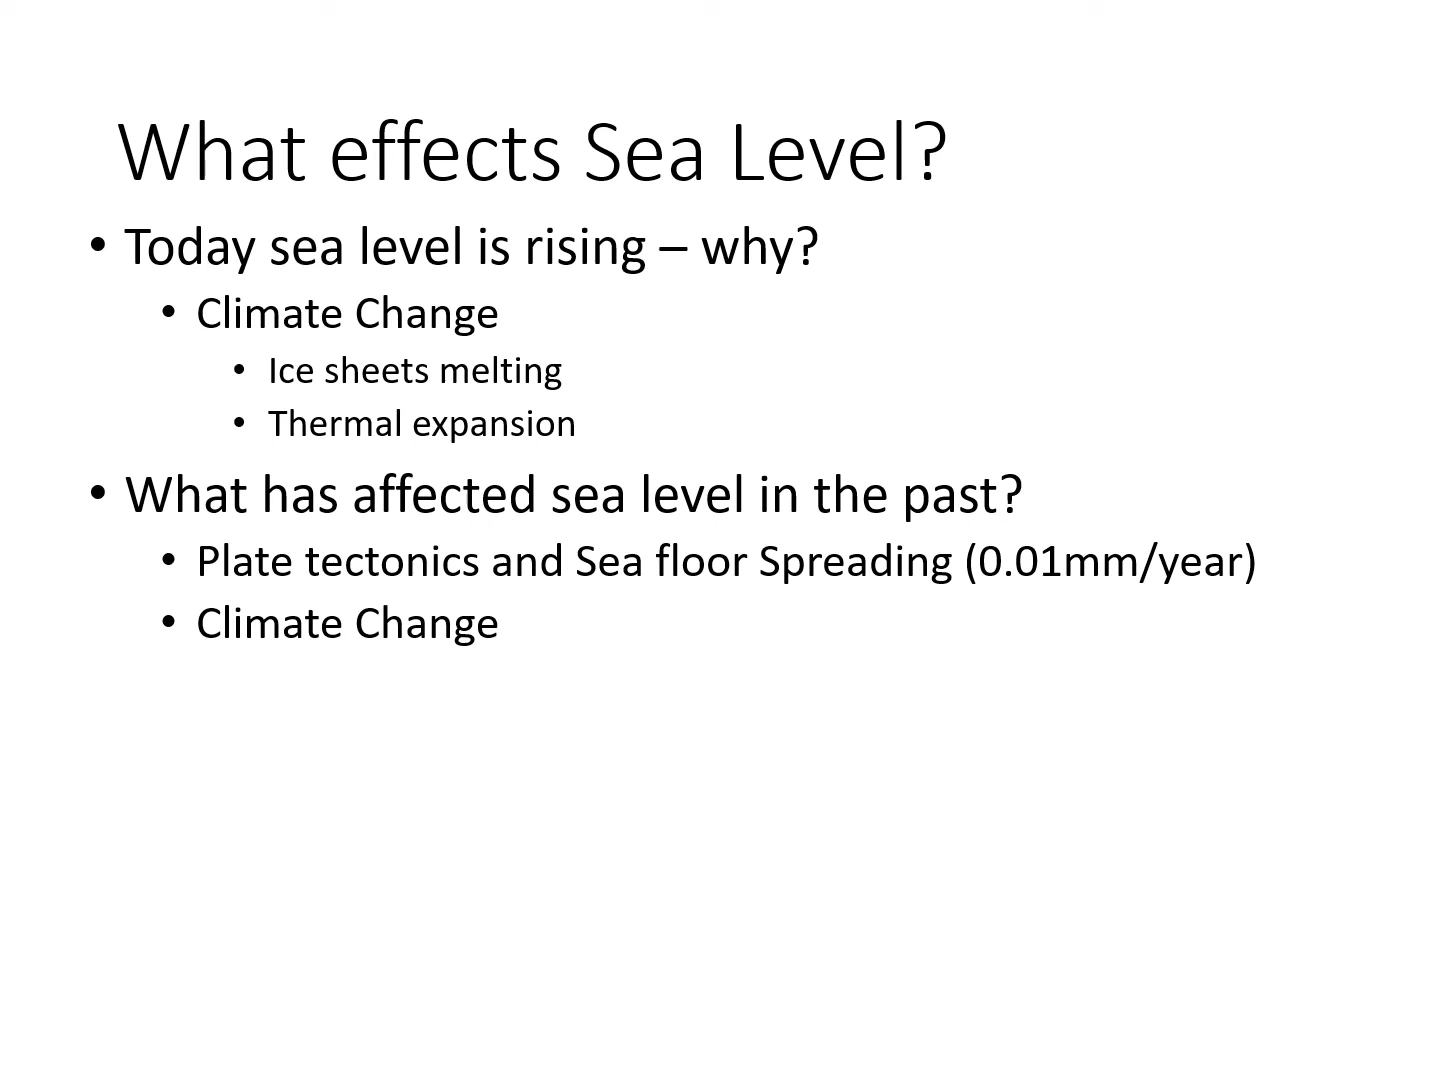 What effects Sea Level?
• Today sea level is rising – why?
• Climate Change
• Ice sheets melting
• Thermal expansion
• What has affected sea level in the past?
• Plate tectonics and Sea floor Spreading (0.01mm/year)
• Climate Change